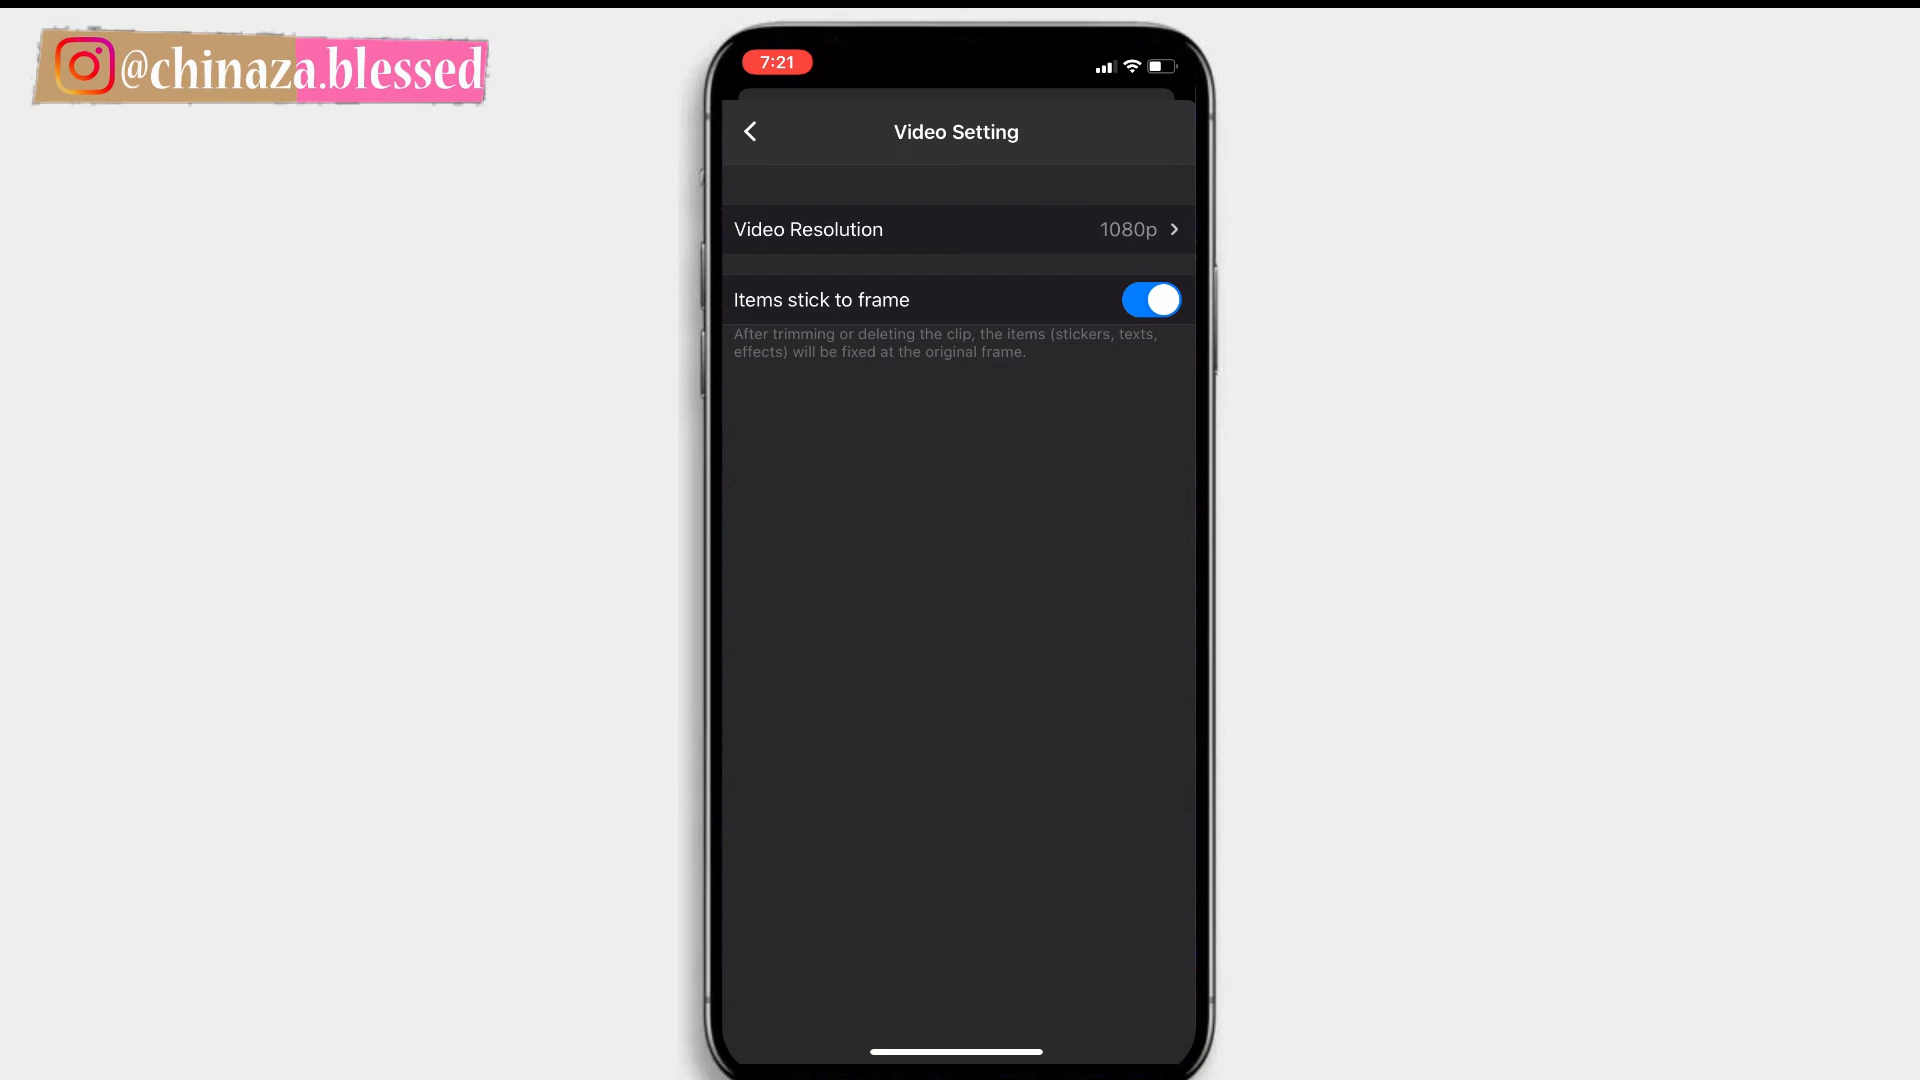 @chinaza.blessed
7:21
Video Setting
Video Resolution 1080p
Items stick to frame
After trimming or deleting the clip, the items (stickers, texts,
effects) will be fixed at the original frame.